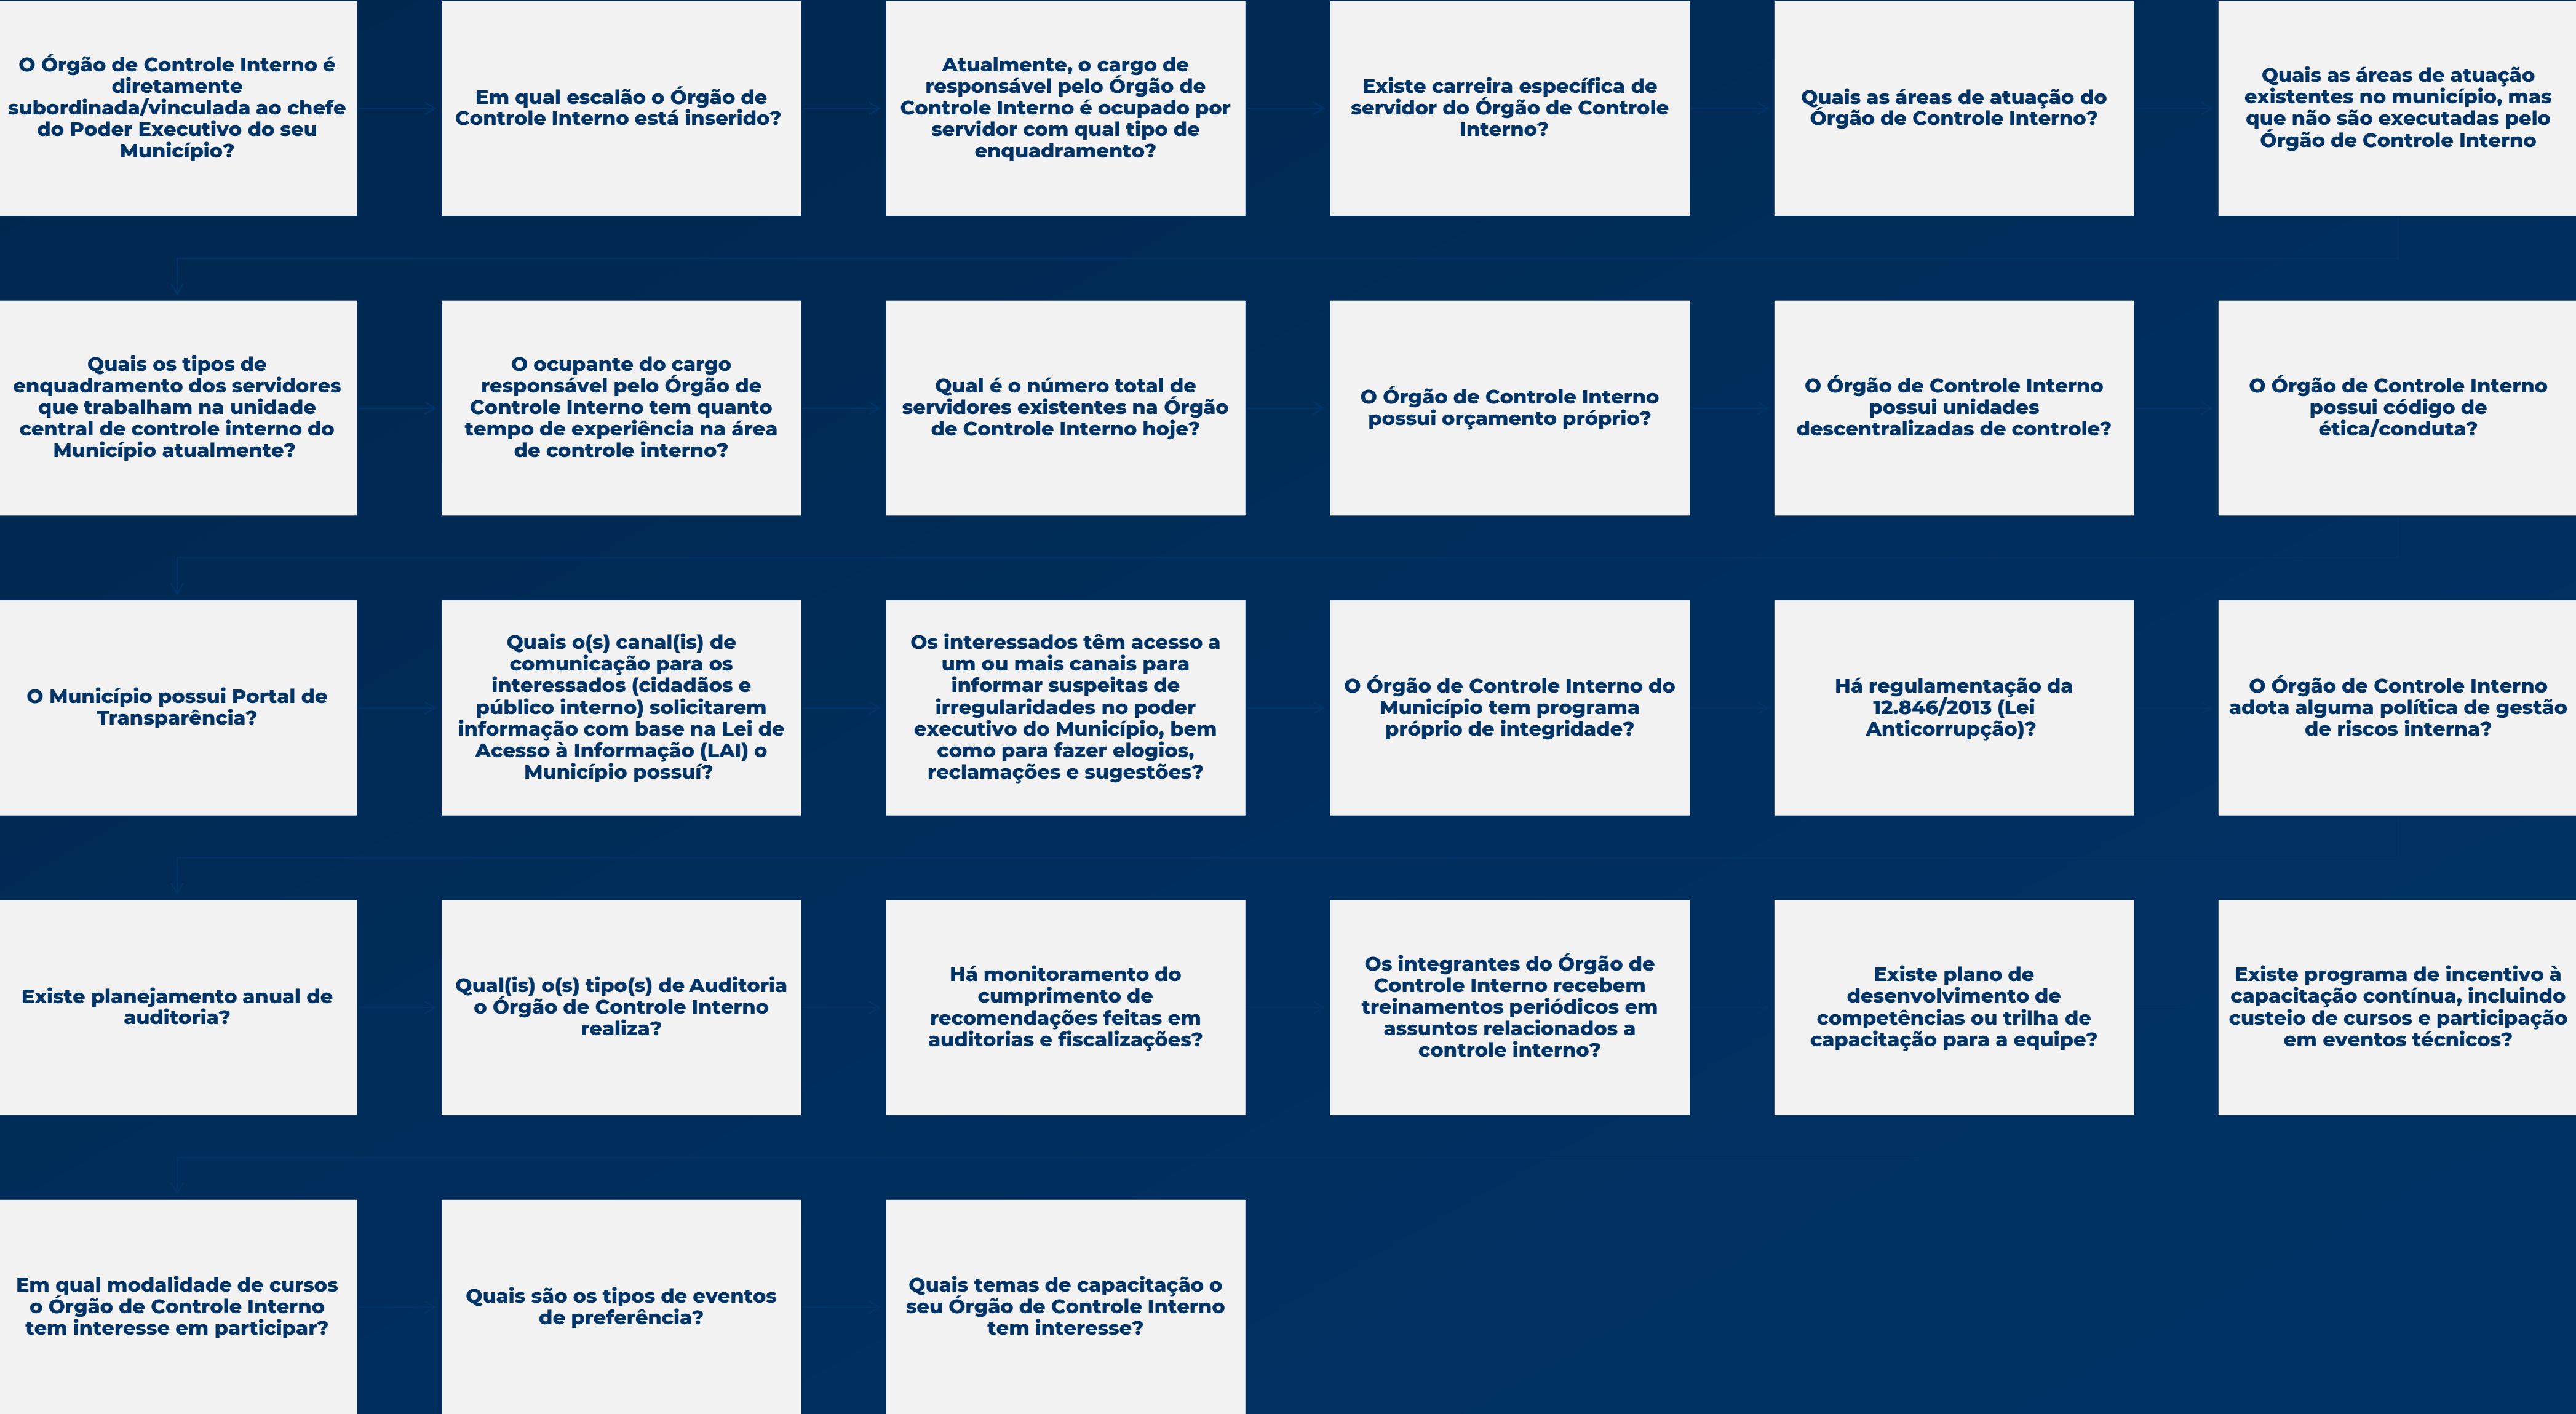 O Órgão de Controle Interno é
diretamente
subordinada/vinculada ao chefe
do Poder Executivo do seu
Município?
Em qual escalão o Órgão de
Controle Interno está inserido?
Atualmente, o cargo de
responsável pelo Órgão de
Controle Interno é ocupado por
servidor com qual tipo de
enquadramento?
Existe carreira específica de
servidor do Órgão de Controle
Interno?
Quais as áreas de atuação do
Órgão de Controle Interno?
Quais as áreas de atuação
existentes no município, mas
que não são executadas pelo
Órgão de Controle Interno
Quais os tipos de
enquadramento dos servidores
que trabalham na unidade
central de controle interno do
Município atualmente?
O ocupante do cargo
responsável pelo Órgão de
Controle Interno tem quanto
tempo de experiência na área
de controle interno?
Qual é o número total de
servidores existentes na Órgão
de Controle Interno hoje?
O Órgão de Controle Interno
possui orçamento próprio?
O Órgão de Controle Interno
possui unidades
descentralizadas de controle?
O Órgão de Controle Interno
possui código de
ética/conduta?
O Município possui Portal de
Transparência?
Quais o(s) canal(is) de
comunicação para os
interessados (cidadãos e
público interno) solicitarem
informação com base na Lei de
Acesso à Informação (LAI) o
Município possuí?
Os interessados têm acesso a
um ou mais canais para
informar suspeitas de
irregularidades no poder
executivo do Município, bem
como para fazer elogios,
reclamações e sugestões?
O Órgão de Controle Interno do
Município tem programa
próprio de integridade?
Há regulamentação da
12.846/2013 (Lei
Anticorrupção)?
O Órgão de Controle Interno
adota alguma política de gestão
de riscos interna?
Existe planejamento anual de
auditoria?
Qual(is) o(s) tipo(s) de Auditoria
o Órgão de Controle Interno
realiza?
Há monitoramento do
cumprimento de
recomendações feitas em
auditorias e fiscalizações?
Os integrantes do Órgão de
Controle Interno recebem
treinamentos periódicos em
assuntos relacionados a
controle interno?
Existe plano de
desenvolvimento de
competências ou trilha de
capacitação para a equipe?
Existe programa de incentivo à
capacitação contínua, incluindo
custeio de cursos e participação
em eventos técnicos?
Em qual modalidade de cursos
o Órgão de Controle Interno
tem interesse em participar?
Quais são os tipos de eventos
de preferência?
Quais temas de capacitação o
seu Órgão de Controle Interno
tem interesse?